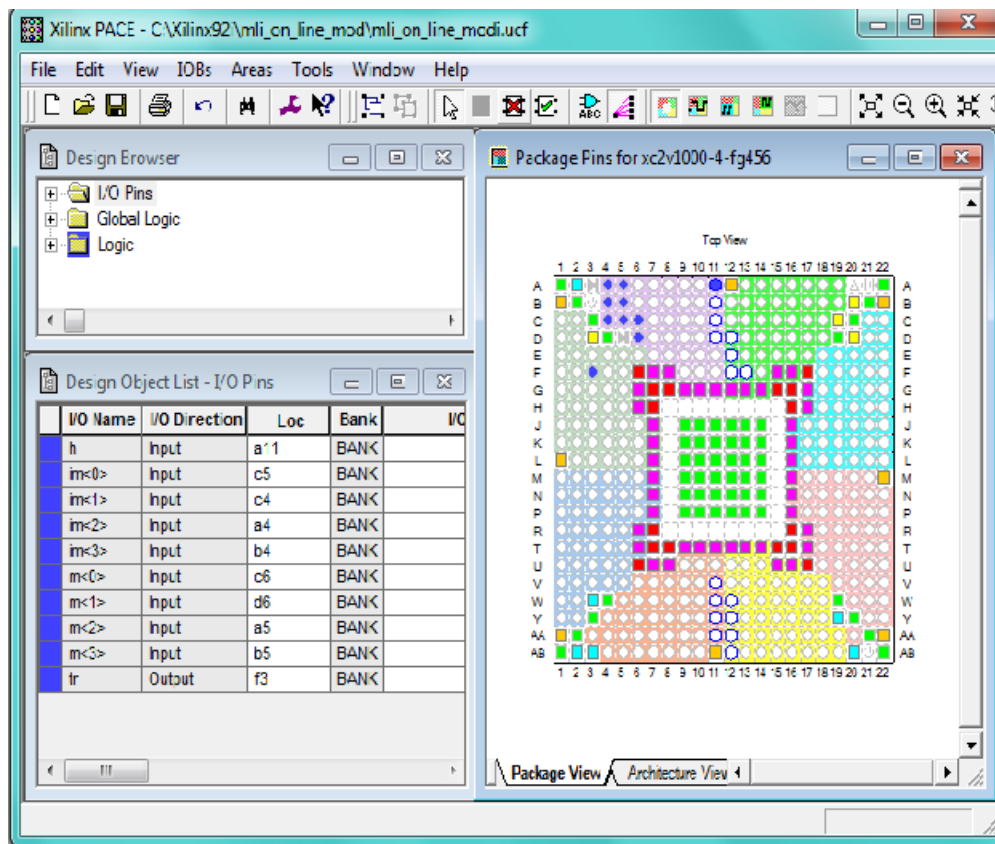 Xilinx PACE - C:\Xilinx92i\mli_on_line_mod\mli_on_line_modi.ucf
File Edit View IOBs Areas Tools Window Help
ABC
Design Browser
I/O Pins
Global Logic
Logic
Design Object List - I/O Pins
I/O Name I/O Direction Loc Bank I/O
h Input a11 BANK
im<0> Input c5 BANK
im<1> Input c4 BANK
im<2> Input a4 BANK
im<3> Input b4 BANK
m<0> Input c6 BANK
m<1> Input d6 BANK
m<2> Input a5 BANK
m<3> Input b5 BANK
tr Output f3 BANK
Package Pins for xc2v1000-4-fg456
Top View
1 2 3 4 5 6 7 8 9 10 11 12 13 14 15 16 17 18 19 20 21 22
A A
B B
C C
D D
E E
F F
G G
H H
J J
K K
L L
M M
N N
P P
R R
T T
U U
V V
W W
Y Y
AA AA
AB AB
1 2 3 4 5 6 7 8 9 10 11 12 13 14 15 16 17 18 19 20 21 22
Package View Architecture View